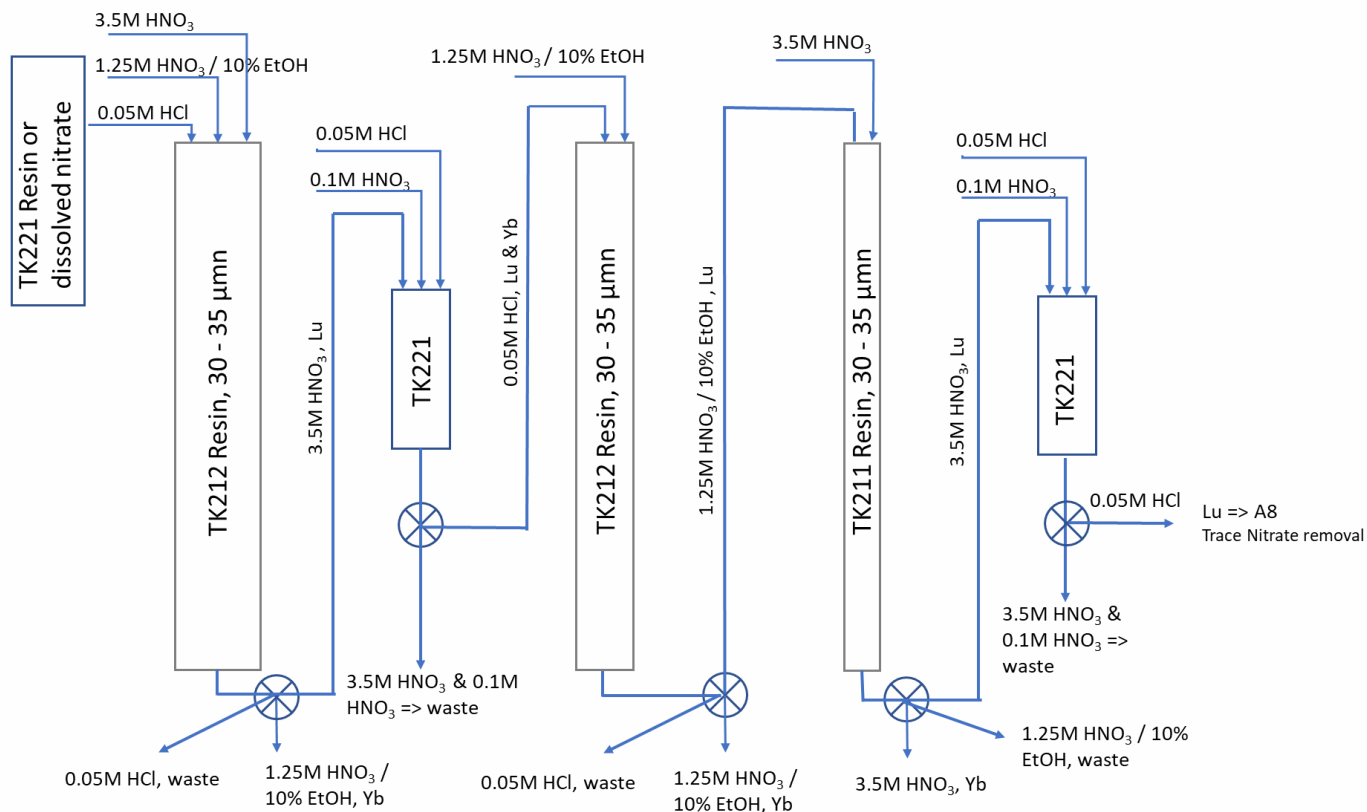 3.5M HNO₃
1.25M HNO₃ / 10% EtOH
0.05M HCl
TK221 Resin or
dissolved nitrate
TK212 Resin, 30 - 35 µmn
0.05M HCl, waste
1.25M HNO₃ /
10% EtOH, Yb
3.5M HNO₃ , Lu
0.05M HCl
0.1M HNO₃
TK221
3.5M HNO₃ & 0.1M
HNO₃ => waste
0.05M HCl, Lu & Yb
1.25M HNO₃ / 10% EtOH
TK212 Resin, 30 - 35 µmn
0.05M HCl, waste
1.25M HNO₃ /
10% EtOH, Yb
1.25M HNO₃ / 10% EtOH , Lu
3.5M HNO₃
TK211 Resin, 30 - 35 µmn
3.5M HNO₃, Yb
1.25M HNO₃ / 10%
EtOH, waste
3.5M HNO₃, Lu
0.05M HCl
0.1M HNO₃
TK221
0.05M HCl
Lu => A8
Trace Nitrate removal
3.5M HNO₃ &
0.1M HNO₃ =>
waste